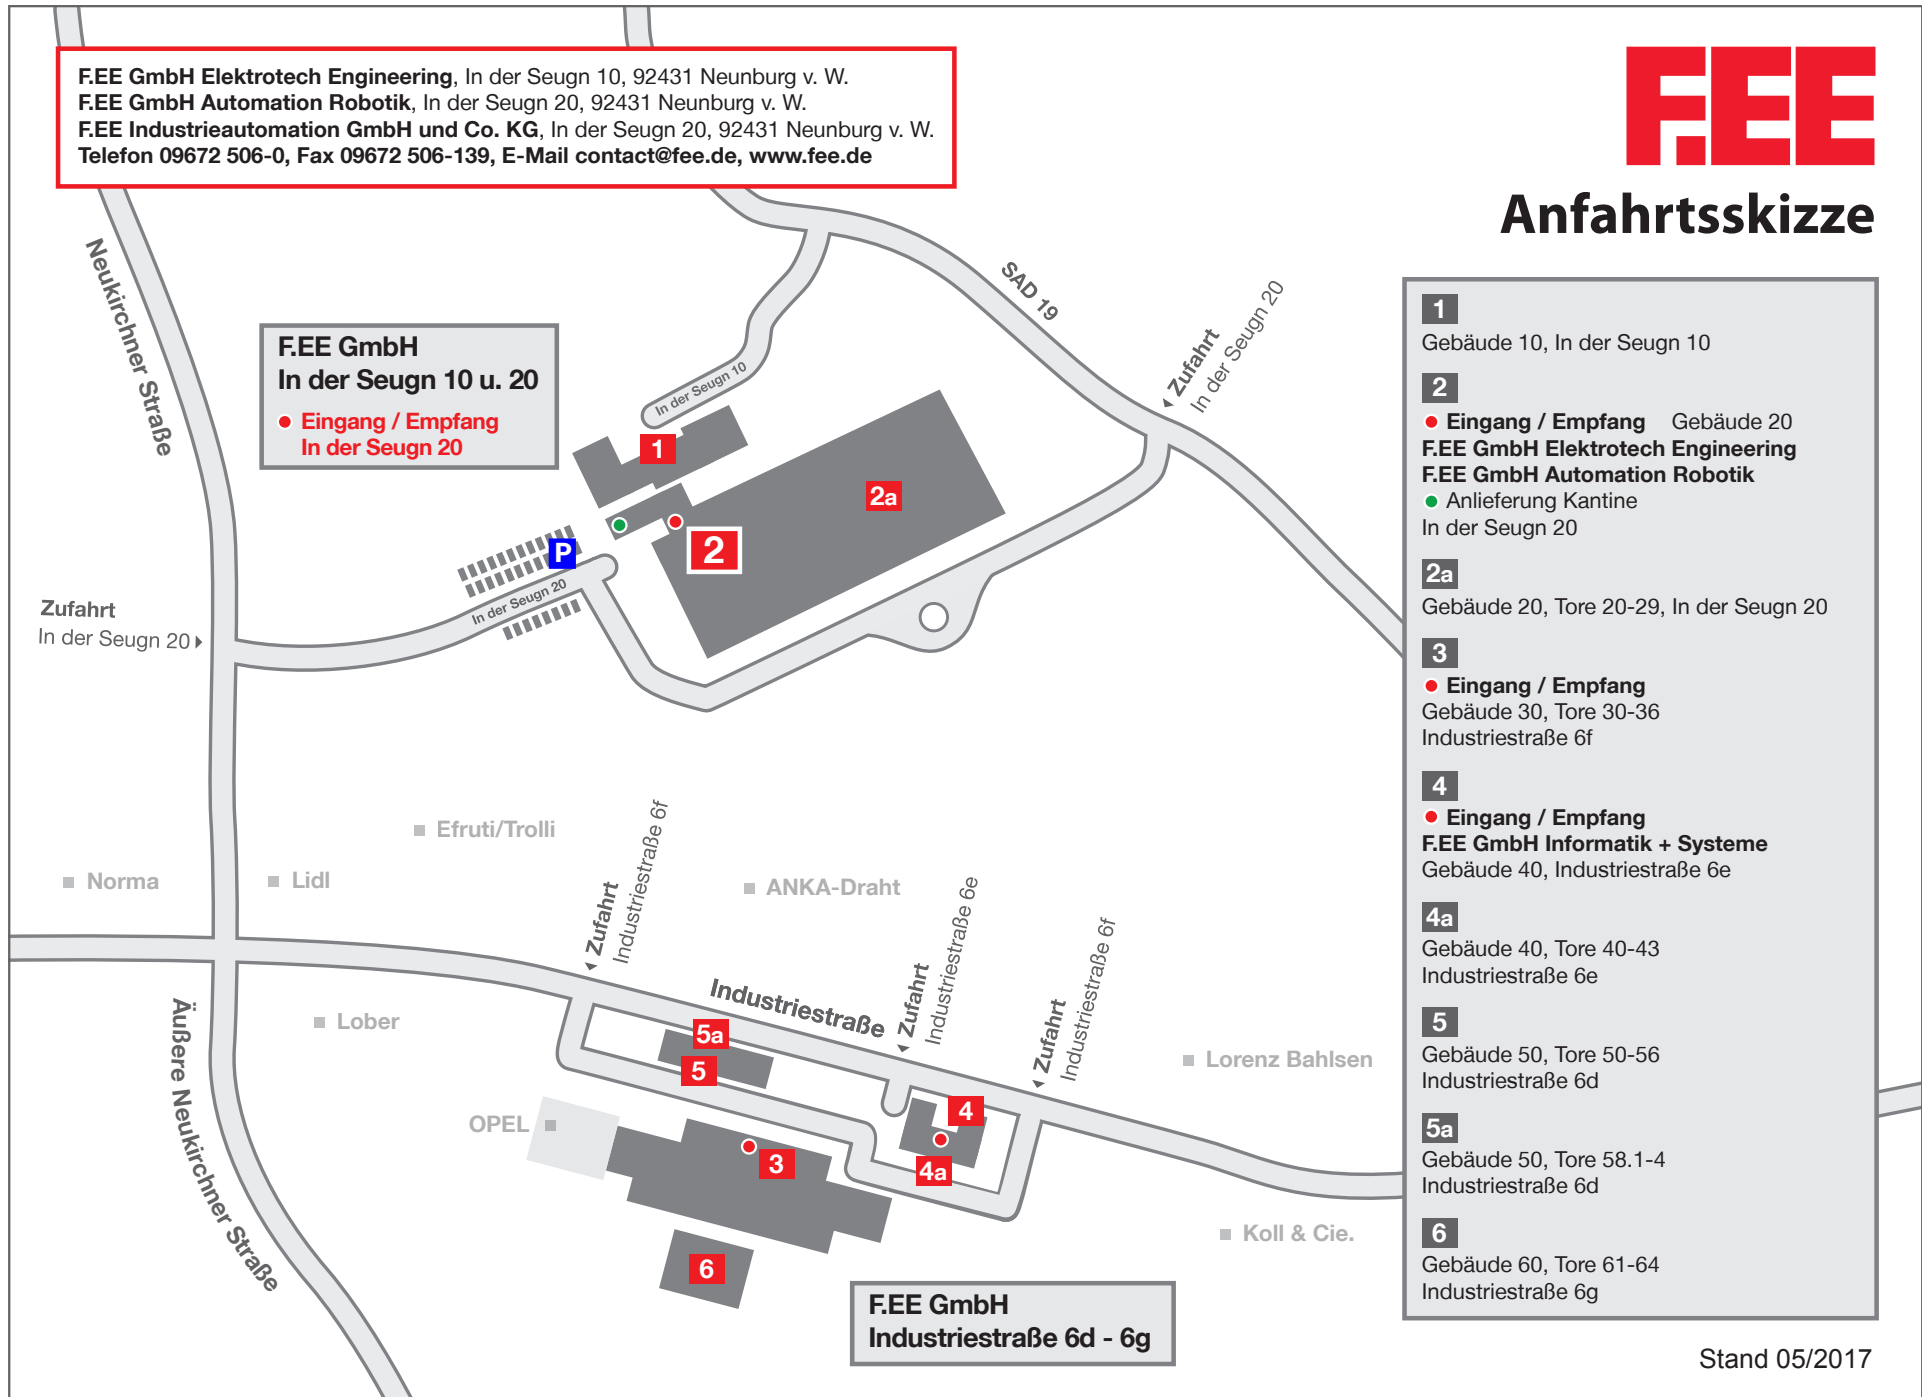 F.EE GmbH Elektrotech Engineering, In der Seugn 10, 92431 Neunburg v. W.
F.EE GmbH Automation Robotik, In der Seugn 20, 92431 Neunburg v. W.
F.EE Industrieautomation GmbH und Co. KG, In der Seugn 20, 92431 Neunburg v. W.
Telefon 09672 506-0, Fax 09672 506-139, E-Mail contact@fee.de, www.fee.de
F.EE
Anfahrtsskizze
Neukirchner Straße
SAD 19
Zufahrt
In der Seugn 20
F.EE GmbH
In der Seugn 10 u. 20
Eingang / Empfang
In der Seugn 20
In der Seugn 10
1
2a
2
P
In der Seugn 20
Zufahrt
In der Seugn 20
Efruti/Trolli
Norma
Lidl
ANKA-Draht
Zufahrt
Industriestraße 6f
Zufahrt
Industriestraße 6e
Zufahrt
Industriestraße 6f
Industriestraße
Äußere Neukirchner Straße
Lober
5a
5
Lorenz Bahlsen
OPEL
4
3
4a
Koll & Cie.
6
F.EE GmbH
Industriestraße 6d - 6g
1
Gebäude 10, In der Seugn 10
2
Eingang / Empfang Gebäude 20
F.EE GmbH Elektrotech Engineering
F.EE GmbH Automation Robotik
Anlieferung Kantine
In der Seugn 20
2a
Gebäude 20, Tore 20-29, In der Seugn 20
3
Eingang / Empfang
Gebäude 30, Tore 30-36
Industriestraße 6f
4
Eingang / Empfang
F.EE GmbH Informatik + Systeme
Gebäude 40, Industriestraße 6e
4a
Gebäude 40, Tore 40-43
Industriestraße 6e
5
Gebäude 50, Tore 50-56
Industriestraße 6d
5a
Gebäude 50, Tore 58.1-4
Industriestraße 6d
6
Gebäude 60, Tore 61-64
Industriestraße 6g
Stand 05/2017